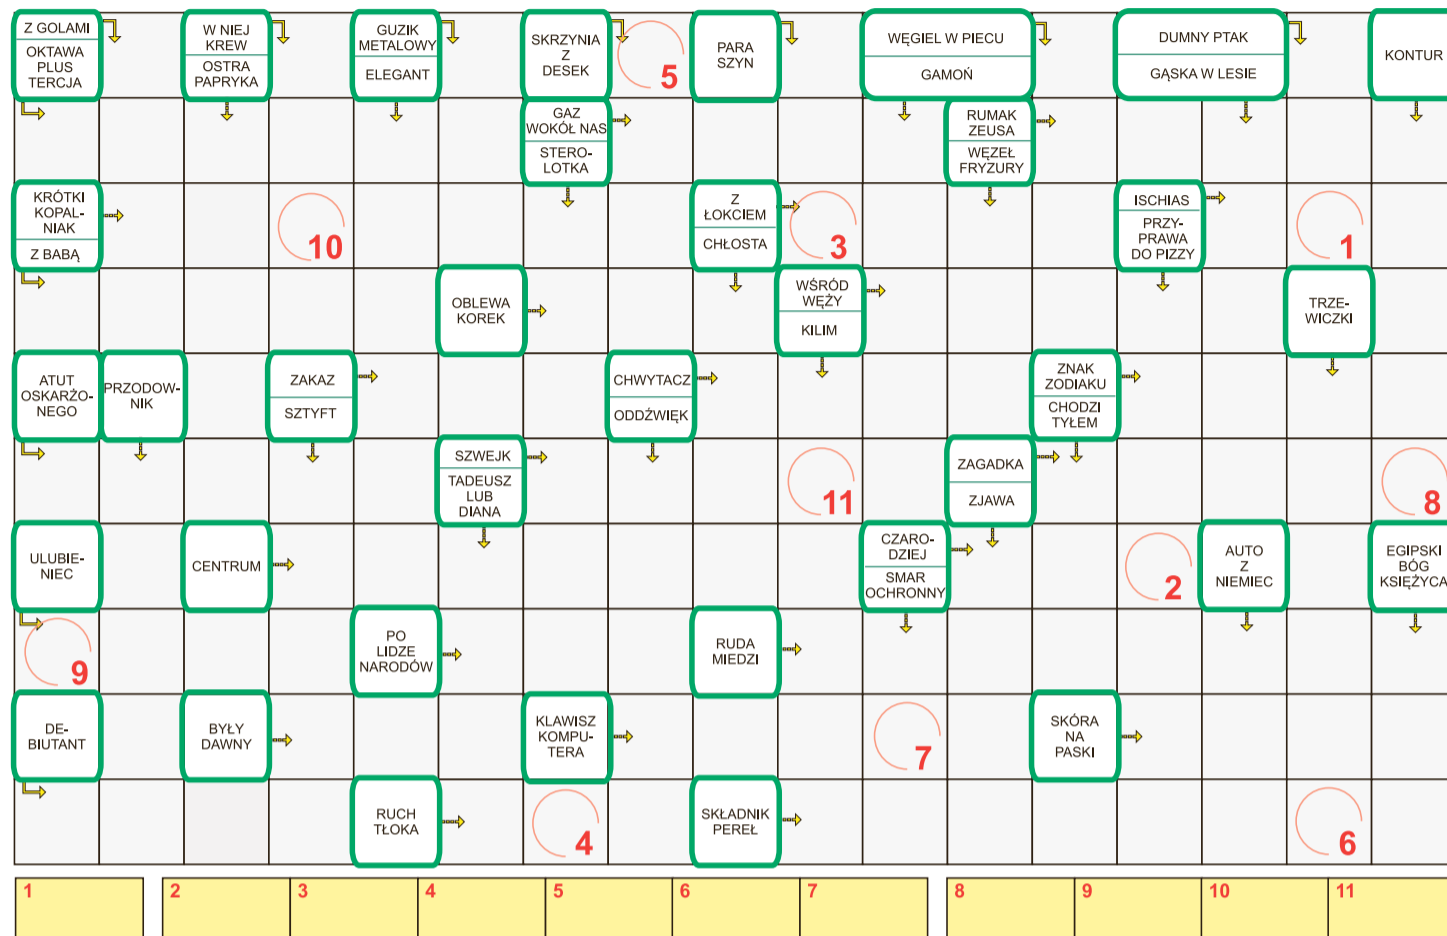 Z GOLAMI
OKTAWA
PLUS
TERCJA
W NIEJ
KREW
OSTRA
PAPRYKA
GUZIK
METALOWY
ELEGANT
SKRZYNIA
Z
DESEK
5
PARA
SZYN
WĘGIEL W PIECU
GAMOŃ
DUMNY PTAK
GĄSKA W LESIE
KONTUR
GAZ
WOKÓŁ NAS
STERO-
LOTKA
RUMAK
ZEUSA
WĘZEŁ
FRYZURY
KRÓTKI
KOPAL-
NIAK
Z BABĄ
10
Z
ŁOKCIEM
CHŁOSTA
3
ISCHIAS
PRZY-
PRAWA
DO PIZZY
1
OBLEWA
KOREK
WŚRÓD
WĘŻY
KILIM
TRZE-
WICZKI
ATUT
OSKARŻO-
NEGO
PRZODOW-
NIK
ZAKAZ
SZTYFT
CHWYTACZ
ODDŹWIĘK
ZNAK
ZODIAKU
CHODZI
TYŁEM
SZWEJK
TADEUSZ
LUB
DIANA
11
ZAGADKA
ZJAWA
8
ULUBIE-
NIEC
CENTRUM
CZARO-
DZIEJ
SMAR
OCHRONNY
2
AUTO
Z
NIEMIEC
EGIPSKI
BÓG
KSIĘŻYCA
9
PO
LIDZE
NARODÓW
RUDA
MIEDZI
DE-
BIUTANT
BYŁY
DAWNY
KLAWISZ
KOMPU-
TERA
7
SKÓRA
NA
PASKI
RUCH
TŁOKA
4
SKŁADNIK
PEREŁ
6
1 2 3 4 5 6 7 8 9 10 11